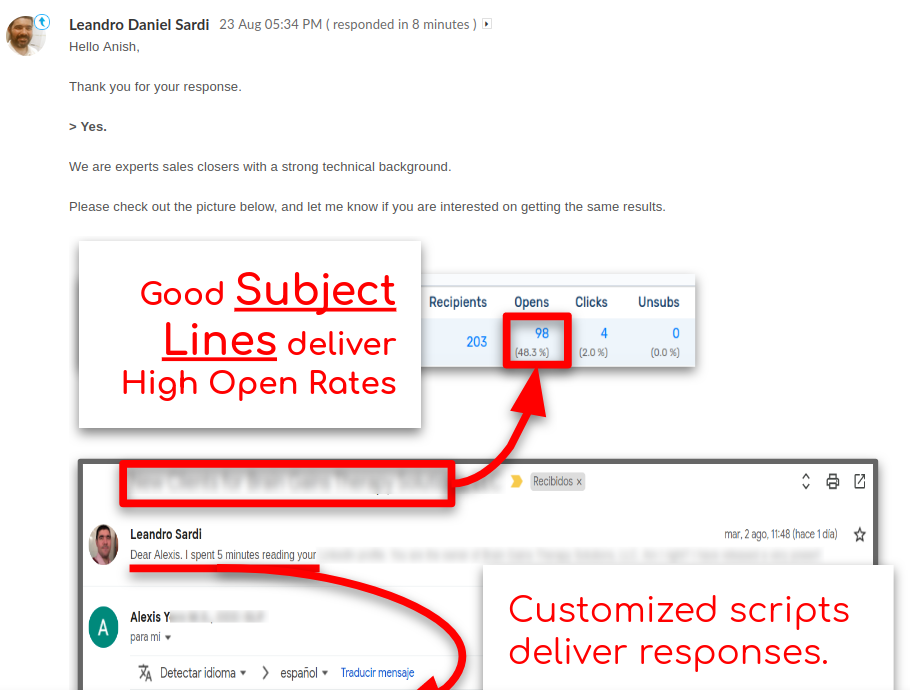 Leandro Daniel Sardi 23 Aug 05:34 PM ( responded in 8 minutes )
Hello Anish,
Thank you for your response.
> Yes.
We are experts sales closers with a strong technical background.
Please check out the picture below, and let me know if you are interested on getting the same results.
Good Subject
Lines deliver
High Open Rates
Recipients Opens Clicks Unsubs
203 98 4 0
(48.3 %) (2.0 %) (0.0 %)
Recibidos x
Leandro Sardi mar, 2 ago, 11:48 (hace 1 día)
Dear Alexis. I spent 5 minutes reading your
A
Alexis Y
para mi
Detectar idioma > español Traducir mensaje
Customized scripts
deliver responses.